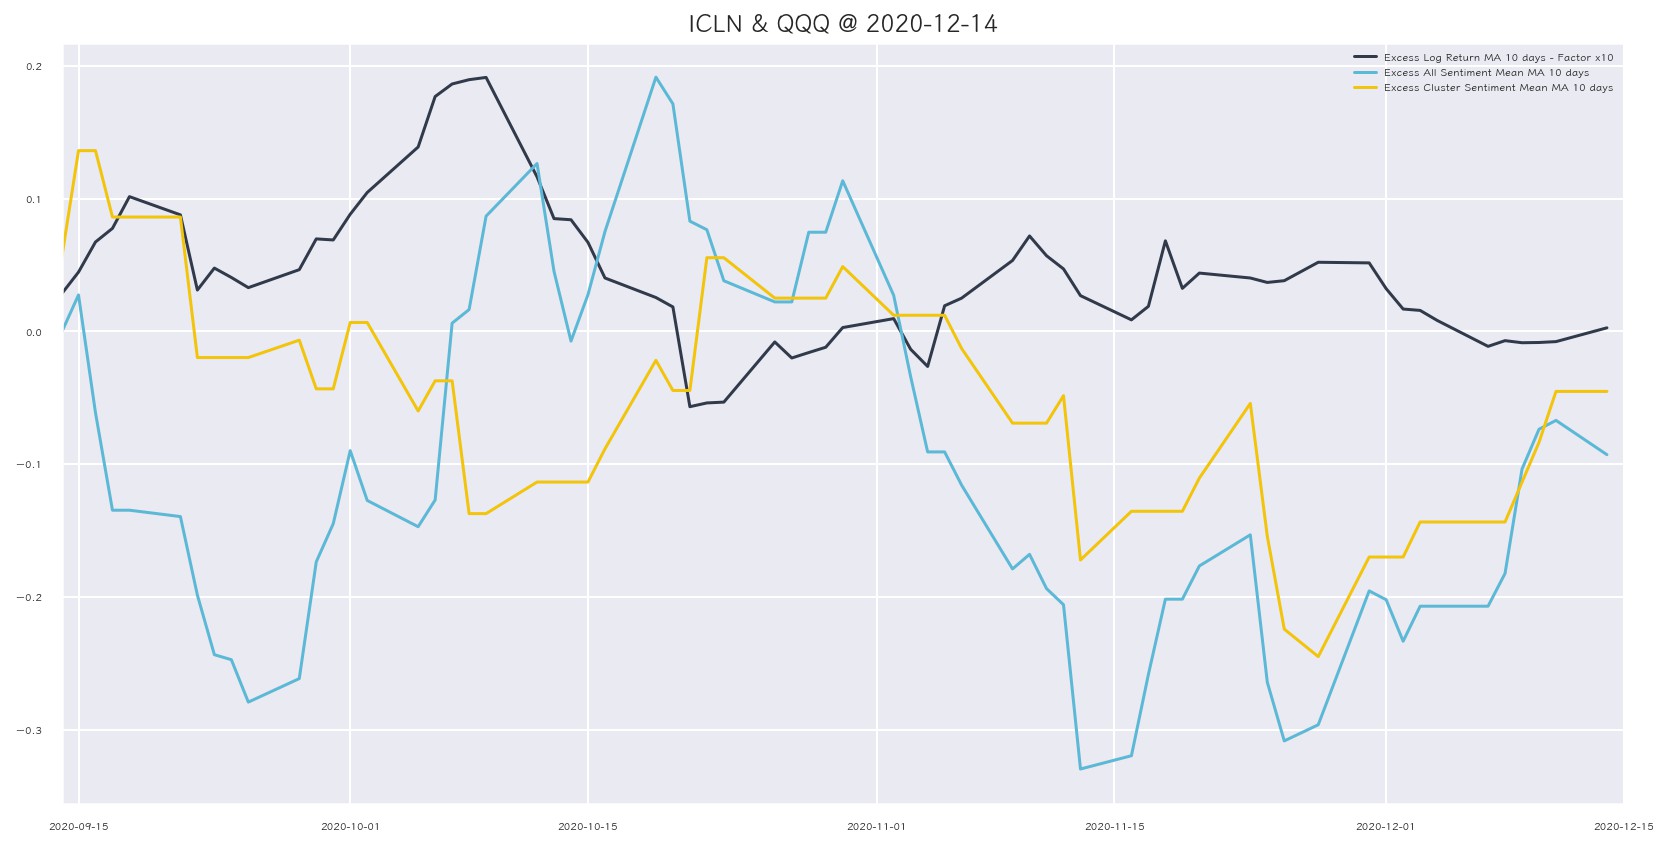 ICLN & QQQ @ 2020-12-14
Excess Log Return MA 10 days - Factor x10
Excess All Sentiment Mean MA 10 days
Excess Cluster Sentiment Mean MA 10 days
0.2
0.1
0.0
−0.1
−0.2
−0.3
2020-09-15 2020-10-01 2020-10-15 2020-11-01 2020-11-15 2020-12-01 2020-12-15